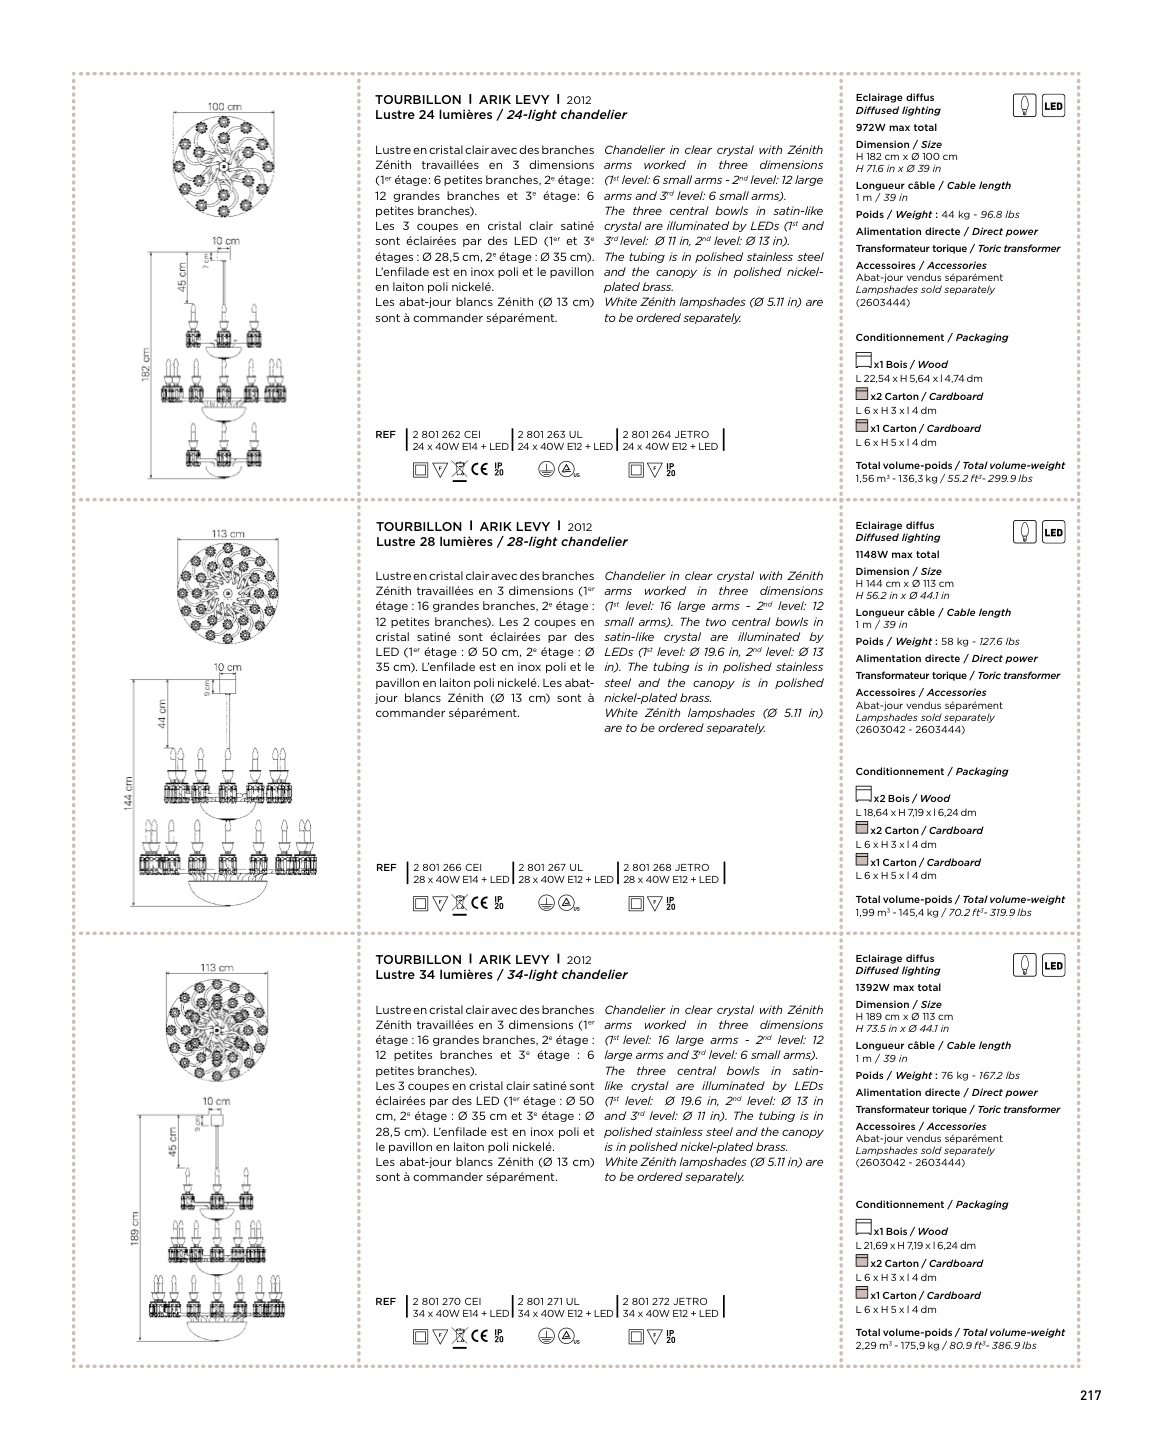 100 cm
10 cm
7 cm
45 cm
182 cm
TOURBILLON I ARIK LEVY I 2012
Lustre 24 lumières / 24-light chandelier
Lustre en cristal clair avec des branches
Zénith travaillées en 3 dimensions
(1er étage: 6 petites branches, 2e étage:
12 grandes branches et 3e étage: 6
petites branches).
Les 3 coupes en cristal clair satiné
sont éclairées par des LED (1er et 3e
étages : Ø 28,5 cm, 2e étage : Ø 35 cm).
L'enfilade est en inox poli et le pavillon
en laiton poli nickelé.
Les abat-jour blancs Zénith (Ø 13 cm)
sont à commander séparément.
Chandelier in clear crystal with Zénith
arms worked in three dimensions
(1st level: 6 small arms - 2nd level: 12 large
arms and 3rd level: 6 small arms).
The three central bowls in satin-like
crystal are illuminated by LEDs (1st and
3rd level: Ø 11 in, 2nd level: Ø 13 in).
The tubing is in polished stainless steel
and the canopy is in polished nickel-
plated brass.
White Zénith lampshades (Ø 5.11 in) are
to be ordered separately.
REF
2 801 262 CEI
24 x 40W E14 + LED
2 801 263 UL
24 x 40W E12 + LED
2 801 264 JETRO
24 x 40W E12 + LED
F CE IP 20
US
F IP 20
Eclairage diffus
Diffused lighting
LED
972W max total
Dimension / Size
H 182 cm x Ø 100 cm
H 71.6 in x Ø 39 in
Longueur câble / Cable length
1 m / 39 in
Poids / Weight : 44 kg - 96.8 lbs
Alimentation directe / Direct power
Transformateur torique / Toric transformer
Accessoires / Accessories
Abat-jour vendus séparément
Lampshades sold separately
(2603444)
Conditionnement / Packaging
x1 Bois / Wood
L 22,54 x H 5,64 x l 4,74 dm
x2 Carton / Cardboard
L 6 x H 3 x l 4 dm
x1 Carton / Cardboard
L 6 x H 5 x l 4 dm
Total volume-poids / Total volume-weight
1,56 m³ - 136,3 kg / 55.2 ft³- 299.9 lbs
113 cm
10 cm
9 cm
44 cm
144 cm
TOURBILLON I ARIK LEVY I 2012
Lustre 28 lumières / 28-light chandelier
Lustre en cristal clair avec des branches
Zénith travaillées en 3 dimensions (1er
étage : 16 grandes branches, 2e étage :
12 petites branches). Les 2 coupes en
cristal satiné sont éclairées par des
LED (1er étage : Ø 50 cm, 2e étage : Ø
35 cm). L'enfilade est en inox poli et le
pavillon en laiton poli nickelé. Les abat-
jour blancs Zénith (Ø 13 cm) sont à
commander séparément.
Chandelier in clear crystal with Zénith
arms worked in three dimensions
(1st level: 16 large arms - 2nd level: 12
small arms). The two central bowls in
satin-like crystal are illuminated by
LEDs (1st level: Ø 19.6 in, 2nd level: Ø 13
in). The tubing is in polished stainless
steel and the canopy is in polished
nickel-plated brass.
White Zénith lampshades (Ø 5.11 in)
are to be ordered separately.
REF
2 801 266 CEI
28 x 40W E14 + LED
2 801 267 UL
28 x 40W E12 + LED
2 801 268 JETRO
28 x 40W E12 + LED
F CE IP 20
US
F IP 20
Eclairage diffus
Diffused lighting
LED
1148W max total
Dimension / Size
H 144 cm x Ø 113 cm
H 56.2 in x Ø 44.1 in
Longueur câble / Cable length
1 m / 39 in
Poids / Weight : 58 kg - 127.6 lbs
Alimentation directe / Direct power
Transformateur torique / Toric transformer
Accessoires / Accessories
Abat-jour vendus séparément
Lampshades sold separately
(2603042 - 2603444)
Conditionnement / Packaging
x2 Bois / Wood
L 18,64 x H 7,19 x l 6,24 dm
x2 Carton / Cardboard
L 6 x H 3 x l 4 dm
x1 Carton / Cardboard
L 6 x H 5 x l 4 dm
Total volume-poids / Total volume-weight
1,99 m³ - 145,4 kg / 70.2 ft³- 319.9 lbs
113 cm
10 cm
9 cm
45 cm
189 cm
TOURBILLON I ARIK LEVY I 2012
Lustre 34 lumières / 34-light chandelier
Lustre en cristal clair avec des branches
Zénith travaillées en 3 dimensions (1er
étage : 16 grandes branches, 2e étage :
12 petites branches et 3e étage : 6
petites branches).
Les 3 coupes en cristal clair satiné sont
éclairées par des LED (1er étage : Ø 50
cm, 2e étage : Ø 35 cm et 3e étage : Ø
28,5 cm). L'enfilade est en inox poli et
le pavillon en laiton poli nickelé.
Les abat-jour blancs Zénith (Ø 13 cm)
sont à commander séparément.
Chandelier in clear crystal with Zénith
arms worked in three dimensions
(1st level: 16 large arms - 2nd level: 12
large arms and 3rd level: 6 small arms).
The three central bowls in satin-
like crystal are illuminated by LEDs
(1st level: Ø 19.6 in, 2nd level: Ø 13 in
and 3rd level: Ø 11 in). The tubing is in
polished stainless steel and the canopy
is in polished nickel-plated brass.
White Zénith lampshades (Ø 5.11 in) are
to be ordered separately.
REF
2 801 270 CEI
34 x 40W E14 + LED
2 801 271 UL
34 x 40W E12 + LED
2 801 272 JETRO
34 x 40W E12 + LED
F CE IP 20
US
F IP 20
Eclairage diffus
Diffused lighting
LED
1392W max total
Dimension / Size
H 189 cm x Ø 113 cm
H 73.5 in x Ø 44.1 in
Longueur câble / Cable length
1 m / 39 in
Poids / Weight : 76 kg - 167.2 lbs
Alimentation directe / Direct power
Transformateur torique / Toric transformer
Accessoires / Accessories
Abat-jour vendus séparément
Lampshades sold separately
(2603042 - 2603444)
Conditionnement / Packaging
x1 Bois / Wood
L 21,69 x H 7,19 x l 6,24 dm
x2 Carton / Cardboard
L 6 x H 3 x l 4 dm
x1 Carton / Cardboard
L 6 x H 5 x l 4 dm
Total volume-poids / Total volume-weight
2,29 m³ - 175,9 kg / 80.9 ft³- 386.9 lbs
217